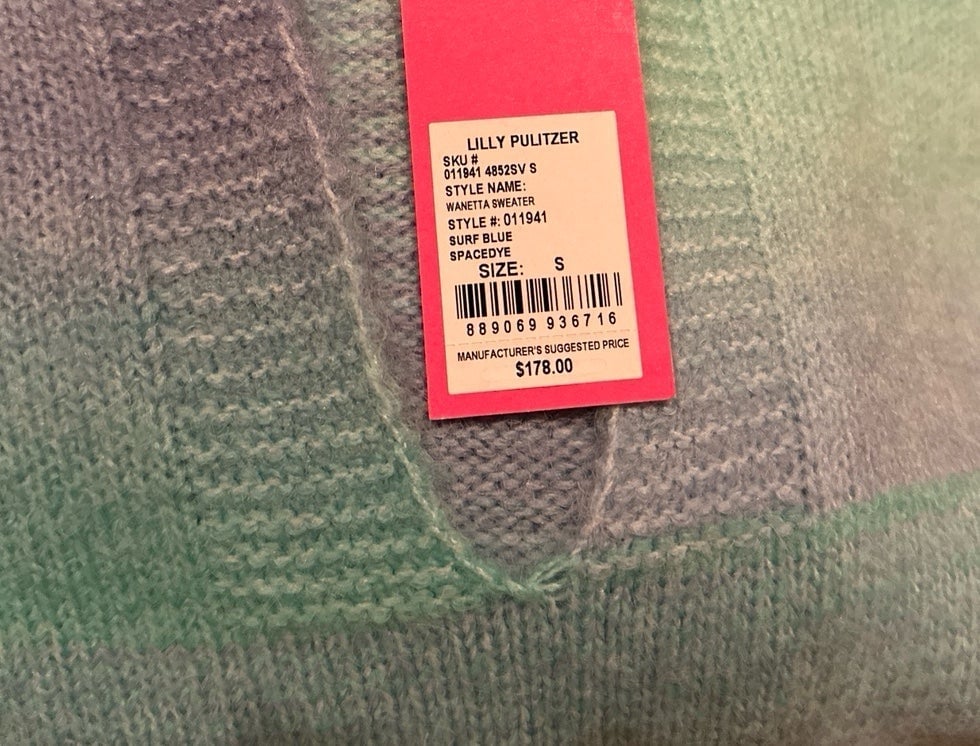 LILLY PULITZER
SKU #
011941 4852SV S
STYLE NAME:
WANETTA SWEATER
STYLE #: 011941
SURF BLUE
SPACEDYE
SIZE: S
889069 936716
MANUFACTURER'S SUGGESTED PRICE
$178.00